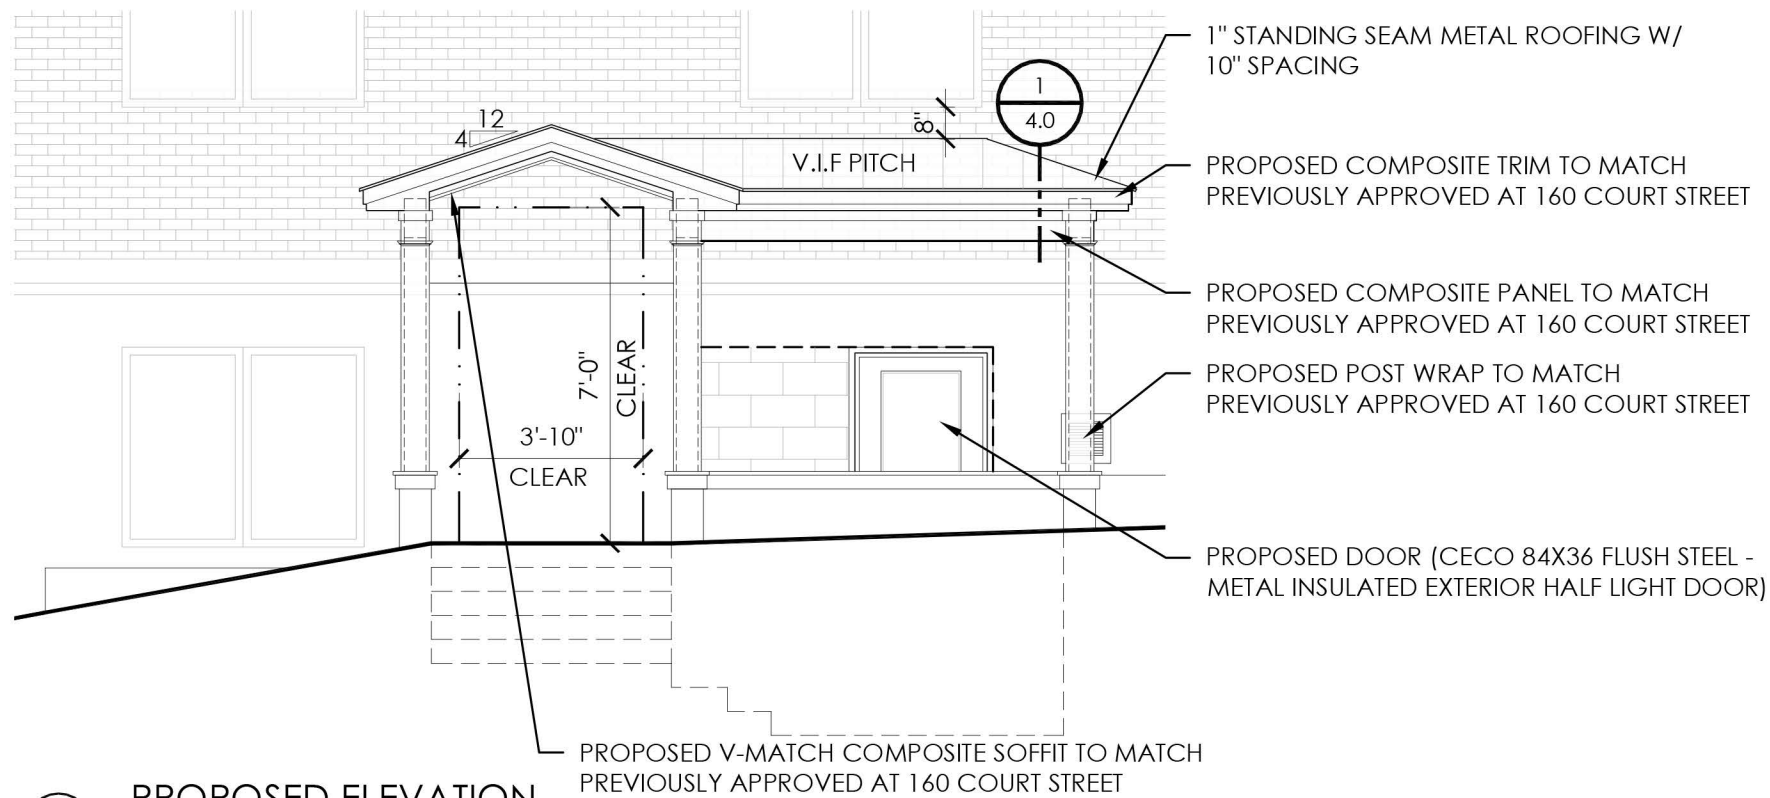 1" STANDING SEAM METAL ROOFING W/
10" SPACING
1
4.0
12
4
8"
V.I.F PITCH
PROPOSED COMPOSITE TRIM TO MATCH
PREVIOUSLY APPROVED AT 160 COURT STREET
PROPOSED COMPOSITE PANEL TO MATCH
PREVIOUSLY APPROVED AT 160 COURT STREET
7'-0"
CLEAR
3'-10"
CLEAR
PROPOSED POST WRAP TO MATCH
PREVIOUSLY APPROVED AT 160 COURT STREET
PROPOSED DOOR (CECO 84X36 FLUSH STEEL -
METAL INSULATED EXTERIOR HALF LIGHT DOOR)
PROPOSED V-MATCH COMPOSITE SOFFIT TO MATCH
PREVIOUSLY APPROVED AT 160 COURT STREET
PROPOSED ELEVATION